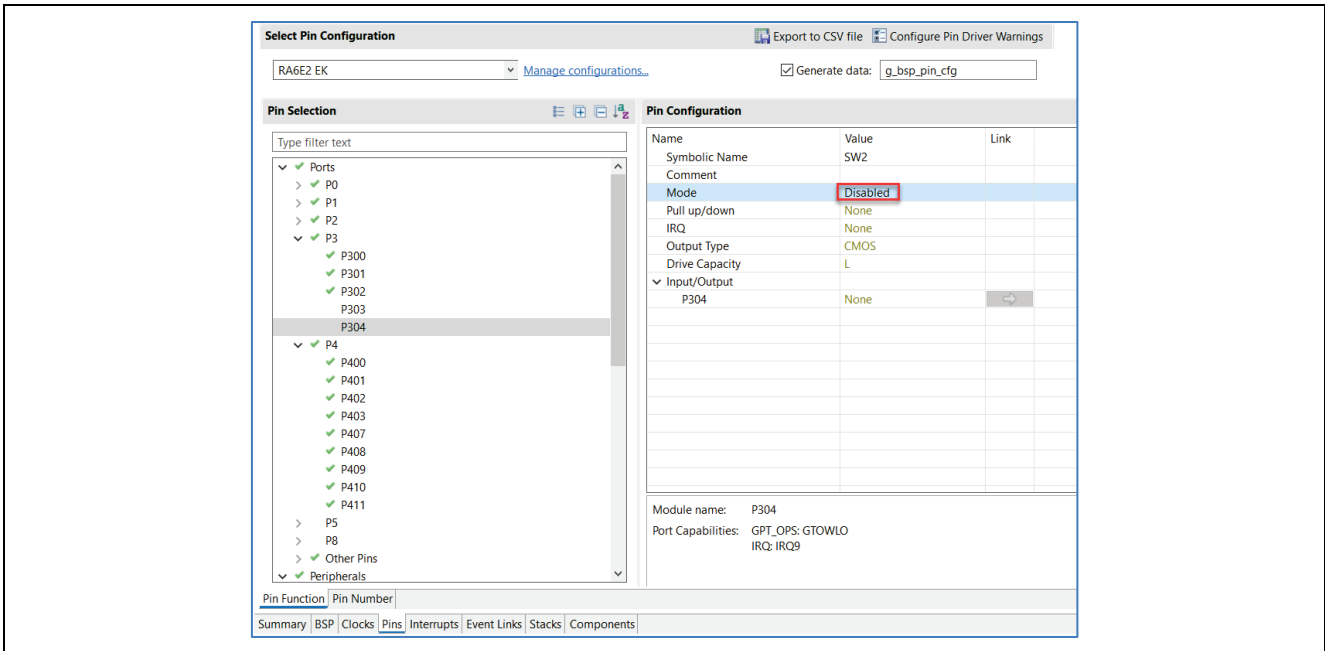 Select Pin Configuration
Export to CSV file Configure Pin Driver Warnings
RA6E2 EK Manage configurations... Generate data: g_bsp_pin_cfg
Pin Selection
Type filter text
Ports
P0
P1
P2
P3
P300
P301
P302
P303
P304
P4
P400
P401
P402
P403
P407
P408
P409
P410
P411
P5
P8
Other Pins
Peripherals
Pin Configuration
Name Value Link
Symbolic Name SW2
Comment
Mode Disabled
Pull up/down None
IRQ None
Output Type CMOS
Drive Capacity L
Input/Output
P304 None
Module name: P304
Port Capabilities: GPT_OPS: GTOWLO
IRQ: IRQ9
Pin Function Pin Number
Summary BSP Clocks Pins Interrupts Event Links Stacks Components